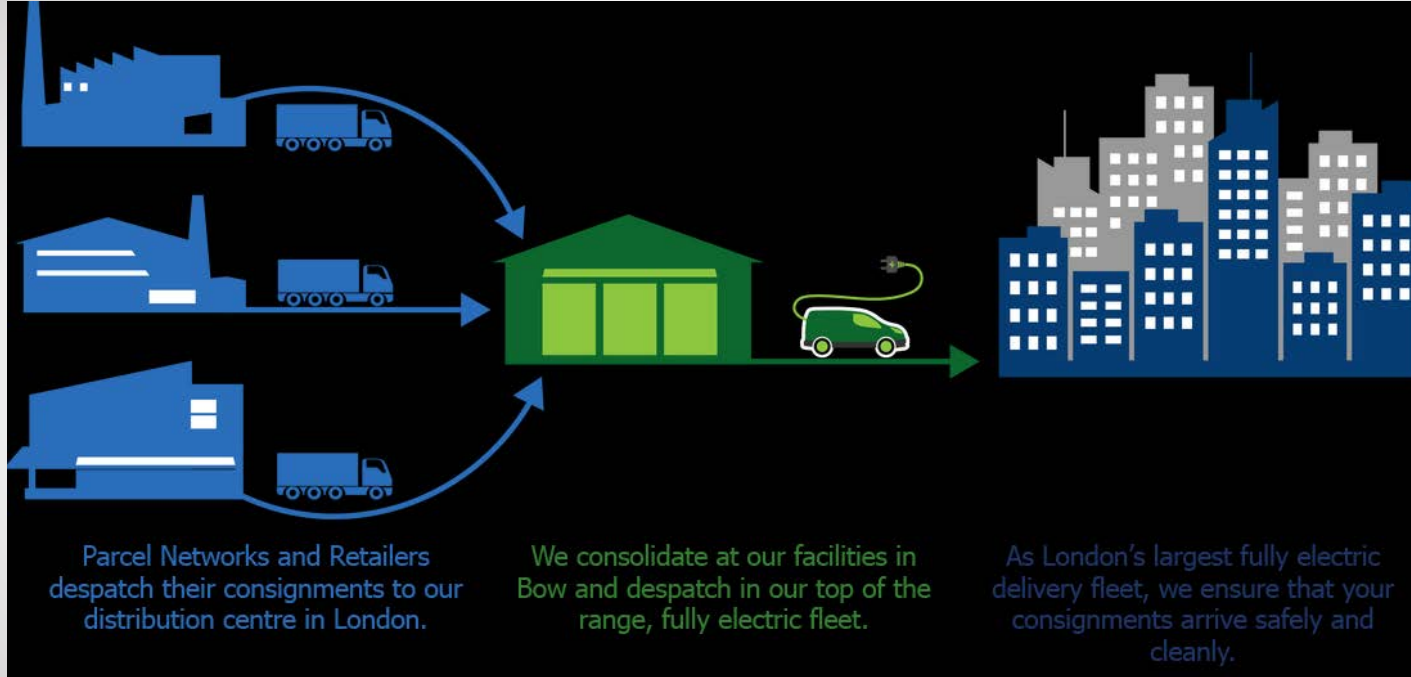 Parcel Networks and Retailers
despatch their consignments to our
distribution centre in London.
We consolidate at our facilities in
Bow and despatch in our top of the
range, fully electric fleet.
As London's largest fully electric
delivery fleet, we ensure that your
consignments arrive safely and
cleanly.